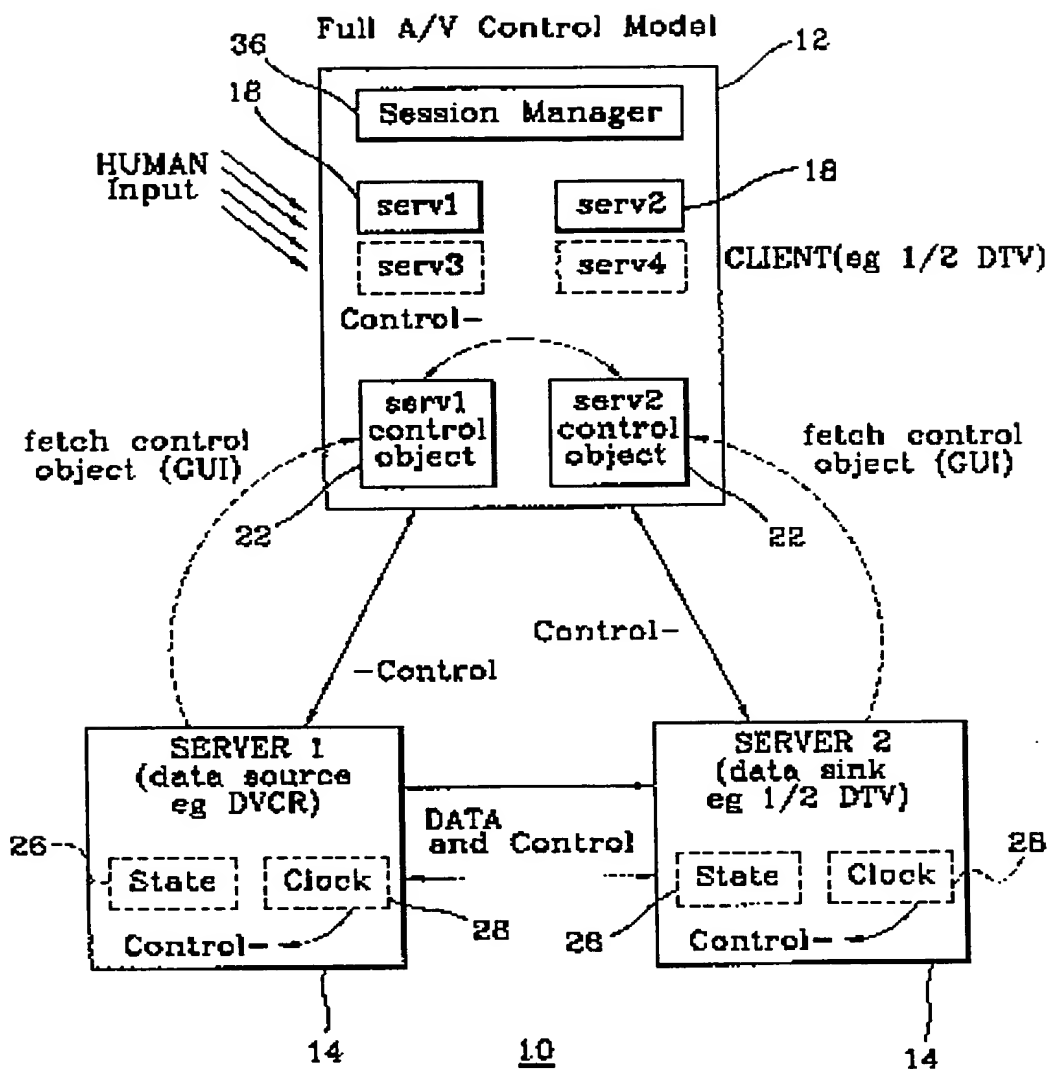 Full A/V Control Model
36
12
18
Session Manager
HUMAN
Input
18
serv1
serv2
serv3
serv4
CLIENT(eg 1/2 DTV)
Control-
serv1
control
object
serv2
control
object
fetch control
object (GUI)
fetch control
object (GUI)
22
22
Control-
-Control
SERVER 1
(data source
eg DVCR)
SERVER 2
(data sink
eg 1/2 DTV)
DATA
and Control
26
28
State
Clock
State
Clock
Control-
28
26
Control-
14
10
14